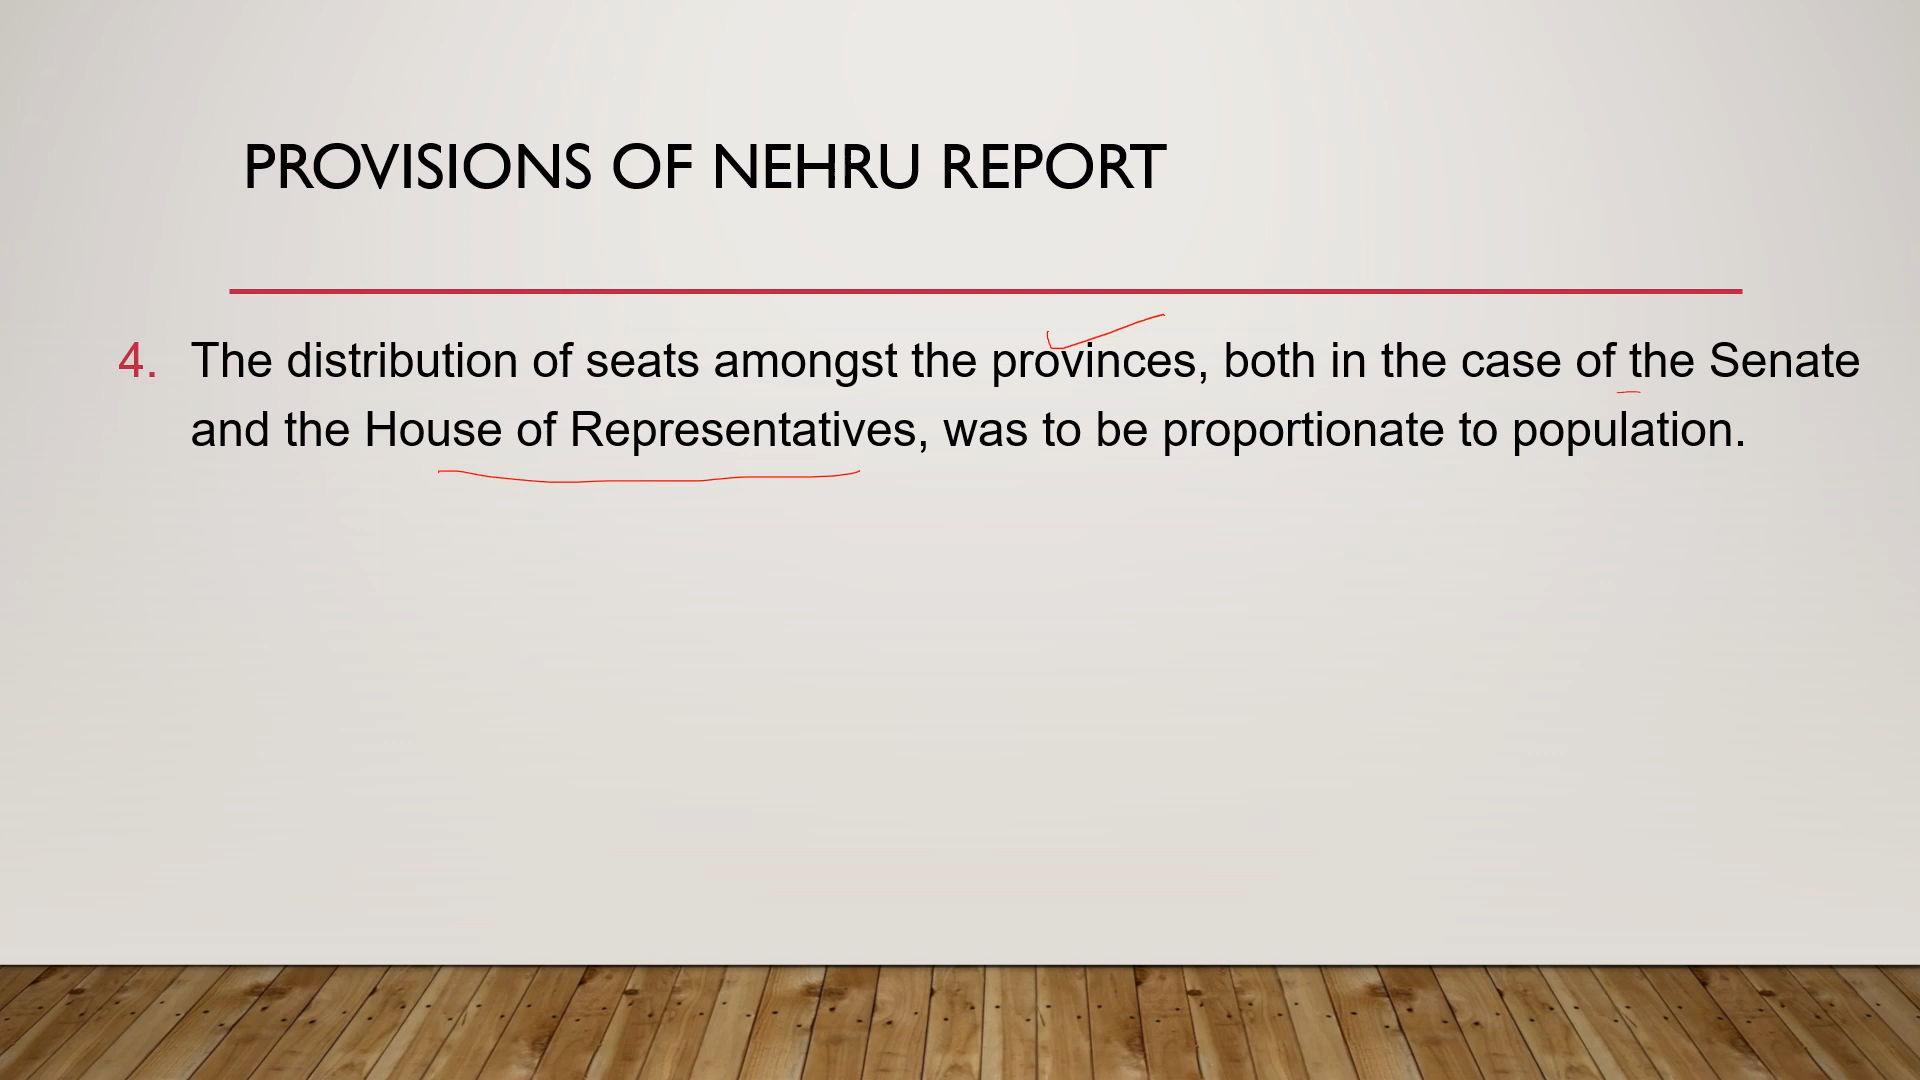 PROVISIONS OF NEHRU REPORT
4. The distribution of seats amongst the provinces, both in the case of the Senate
and the House of Representatives, was to be proportionate to population.